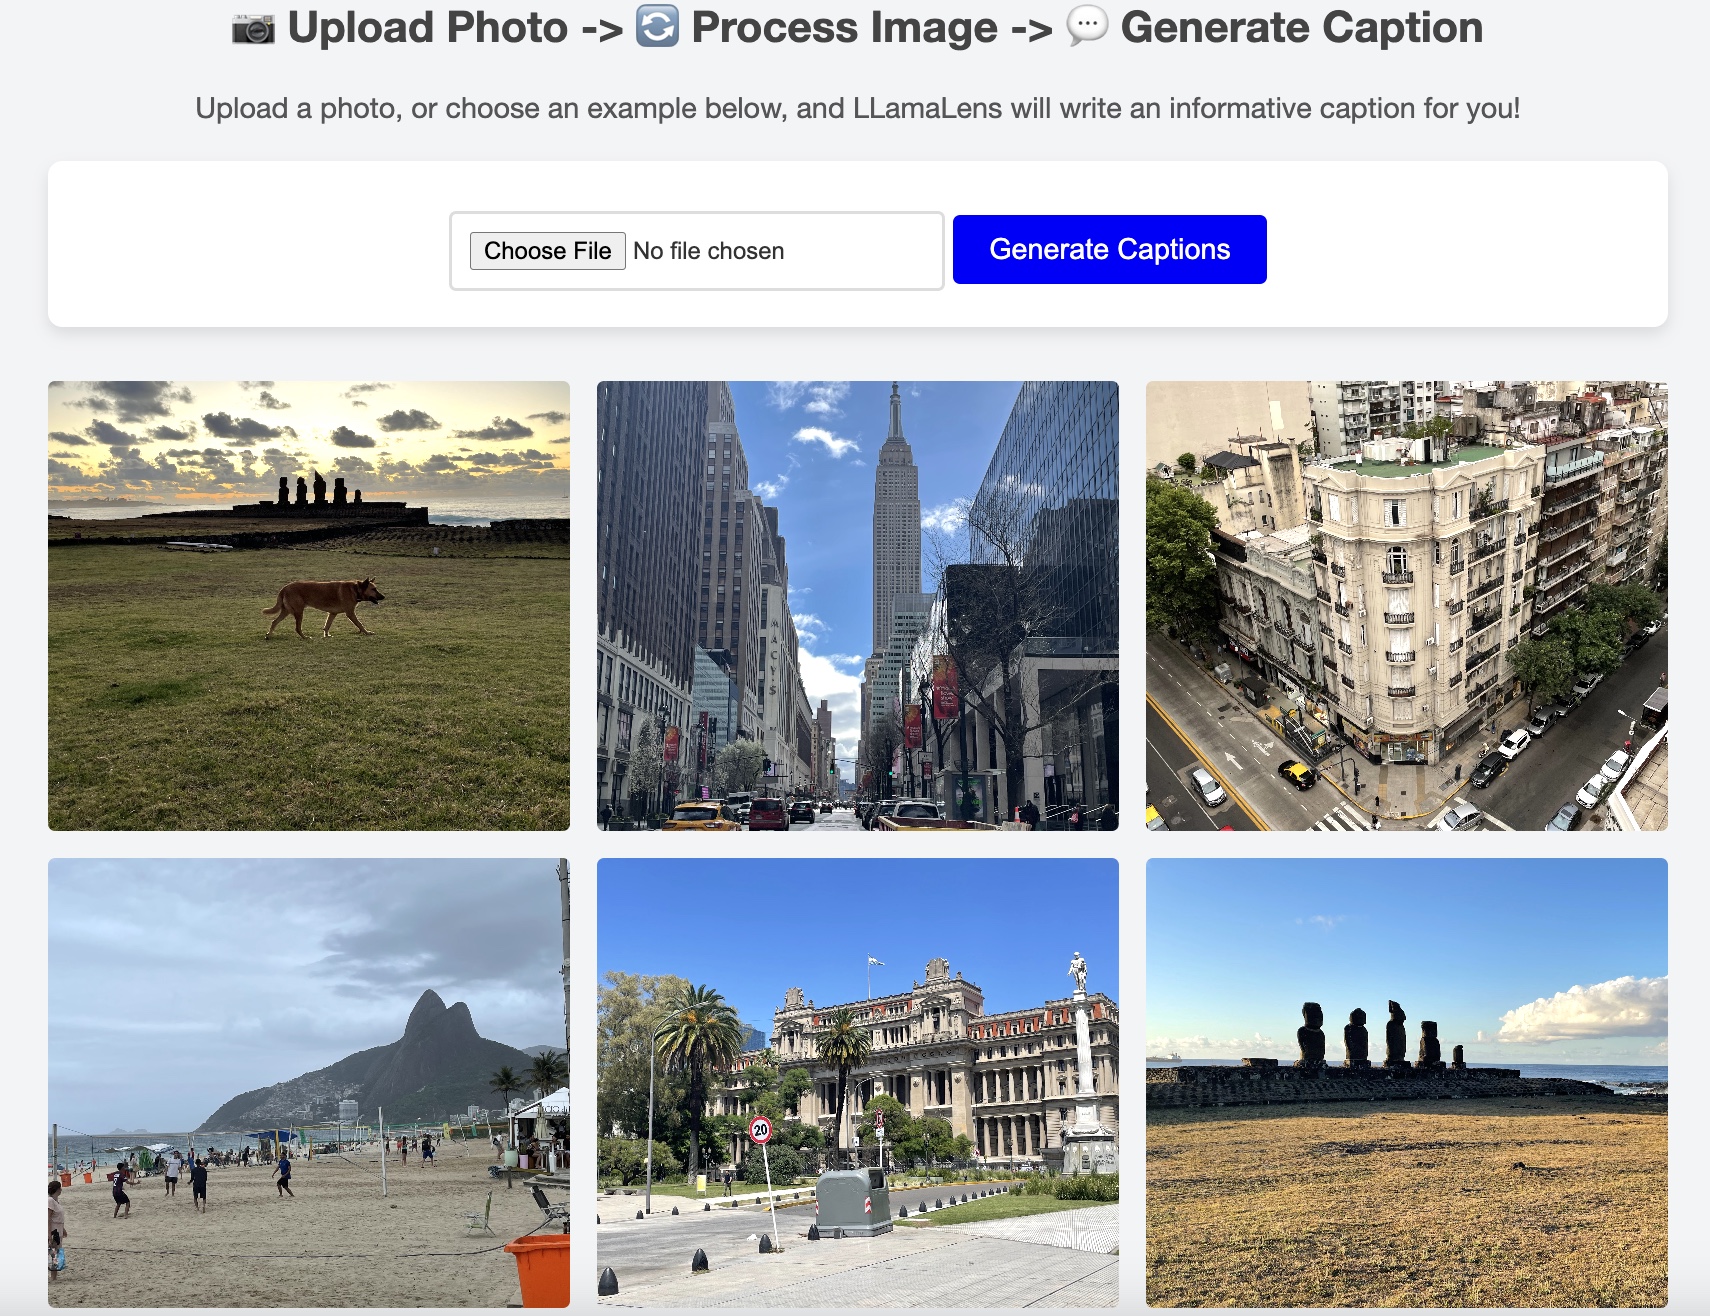 📷 Upload Photo -> 🔄 Process Image -> 💬 Generate Caption
Upload a photo, or choose an example below, and LLamaLens will write an informative caption for you!
Choose File No file chosen
Generate Captions
MACY'S
20